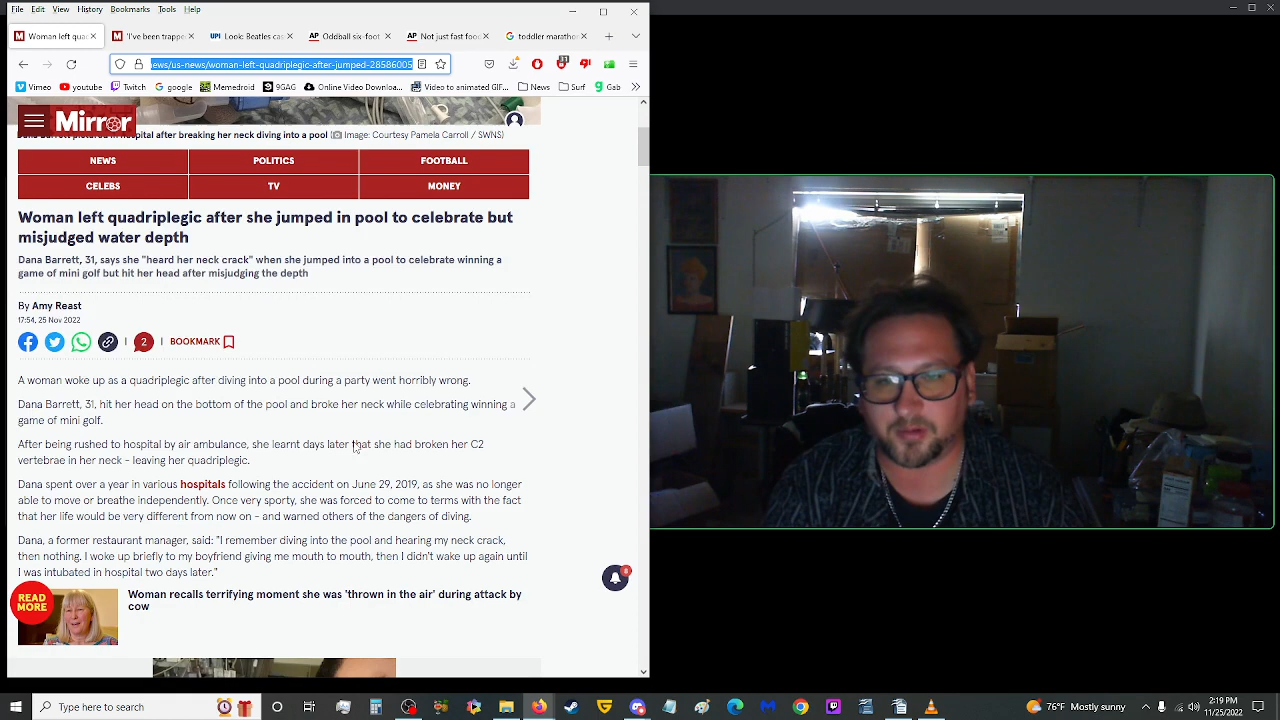 File Edit View History Bookmarks Tools Help
Woman left quad
'I've been trappe
UPI Look: Beatles cas
AP Oddball six-foot
AP Not just fast foo
toddler marathon
news/us-news/woman-left-quadriplegic-after-jumped-28586005
Vimeo youtube Twitch google Memedroid 9GAG Online Video Downloa... Video to animated GIF... News Surf Gab
Mirror
Dana Barrett pictured in hospital after breaking her neck diving into a pool (Image: Courtesy Pamela Carroll / SWNS)
NEWS POLITICS FOOTBALL
CELEBS TV MONEY
Woman left quadriplegic after she jumped in pool to celebrate but
misjudged water depth
Dana Barrett, 31, says she "heard her neck crack" when she jumped into a pool to celebrate winning a
game of mini golf but hit her head after misjudging the depth
By Amy Reast
17:54, 25 Nov 2022
2 BOOKMARK
A woman woke up as a quadriplegic after diving into a pool during a party went horribly wrong.
Dana Barrett, 31, hit her head on the bottom of the pool and broke her neck while celebrating winning a
game of mini golf.
After being rushed to hospital by air ambulance, she learnt days later that she had broken her C2
vertebrae in her neck - leaving her quadriplegic.
Dana spent over a year in various hospitals following the accident on June 29, 2019, as she was no longer
able to move or breathe independently. Once very sporty, she was forced to come to terms with the fact
that her life would be very different from now on - and warned others of the dangers of diving.
Dana, a former restaurant manager, said: "I remember diving into the pool and hearing my neck crack,
then nothing. I woke up briefly to my boyfriend giving me mouth to mouth, then I didn't wake up again until
I was intubated in hospital two days later."
8
READ
MORE
Woman recalls terrifying moment she was 'thrown in the air' during attack by
cow
Type here to search
76°F Mostly sunny
2:19 PM
11/25/2022